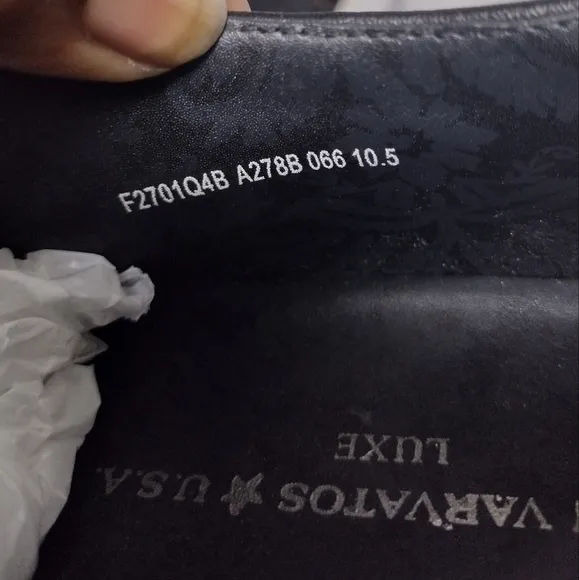 F2701Q4B A278B 066 10.5
VARVATOS ★ U.S.A.
LUXE